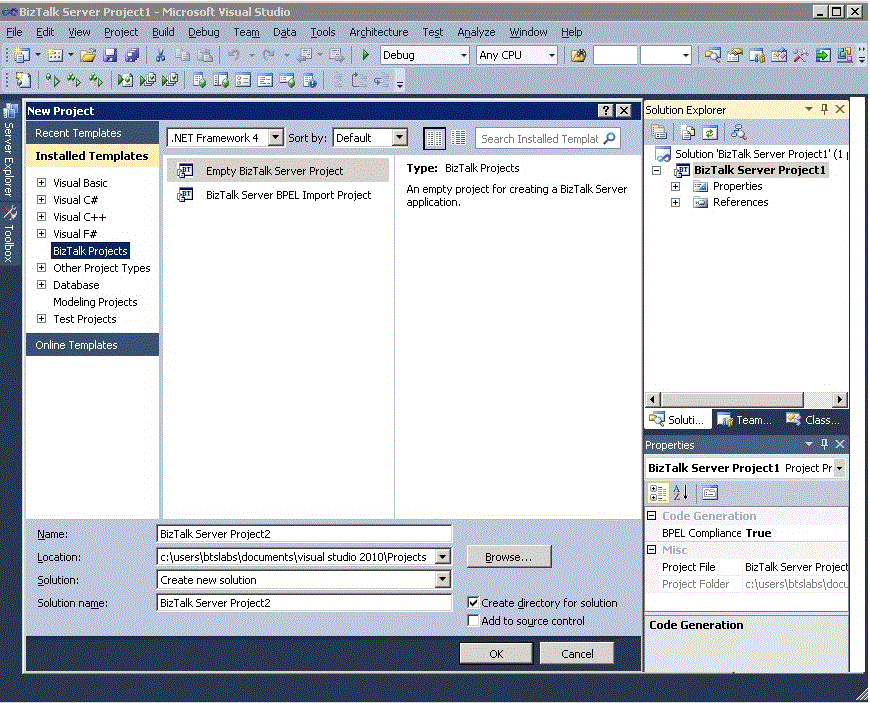 BizTalk Server Project1 - Microsoft Visual Studio
File Edit View Project Build Debug Team Data Tools Architecture Test Analyze Window Help
Debug Any CPU
Server Explorer
Toolbox
New Project
Recent Templates
Installed Templates
Visual Basic
Visual C#
Visual C++
Visual F#
BizTalk Projects
Other Project Types
Database
Modeling Projects
Test Projects
Online Templates
.NET Framework 4 Sort by: Default Search Installed Templat
Empty BizTalk Server Project
BizTalk Server BPEL Import Project
Type: BizTalk Projects
An empty project for creating a BizTalk Server
application.
Name: BizTalk Server Project2
Location: c:\users\btslabs\documents\visual studio 2010\Projects Browse...
Solution: Create new solution
Solution name: BizTalk Server Project2
Create directory for solution
Add to source control
OK Cancel
Solution Explorer
Solution 'BizTalk Server Project1' (1 p
BizTalk Server Project1
Properties
References
Soluti... Team... Class...
Properties
BizTalk Server Project1 Project Pr
Code Generation
BPEL Compliance True
Misc
Project File BizTalk Server Project
Project Folder c:\users\btslabs\docu
Code Generation